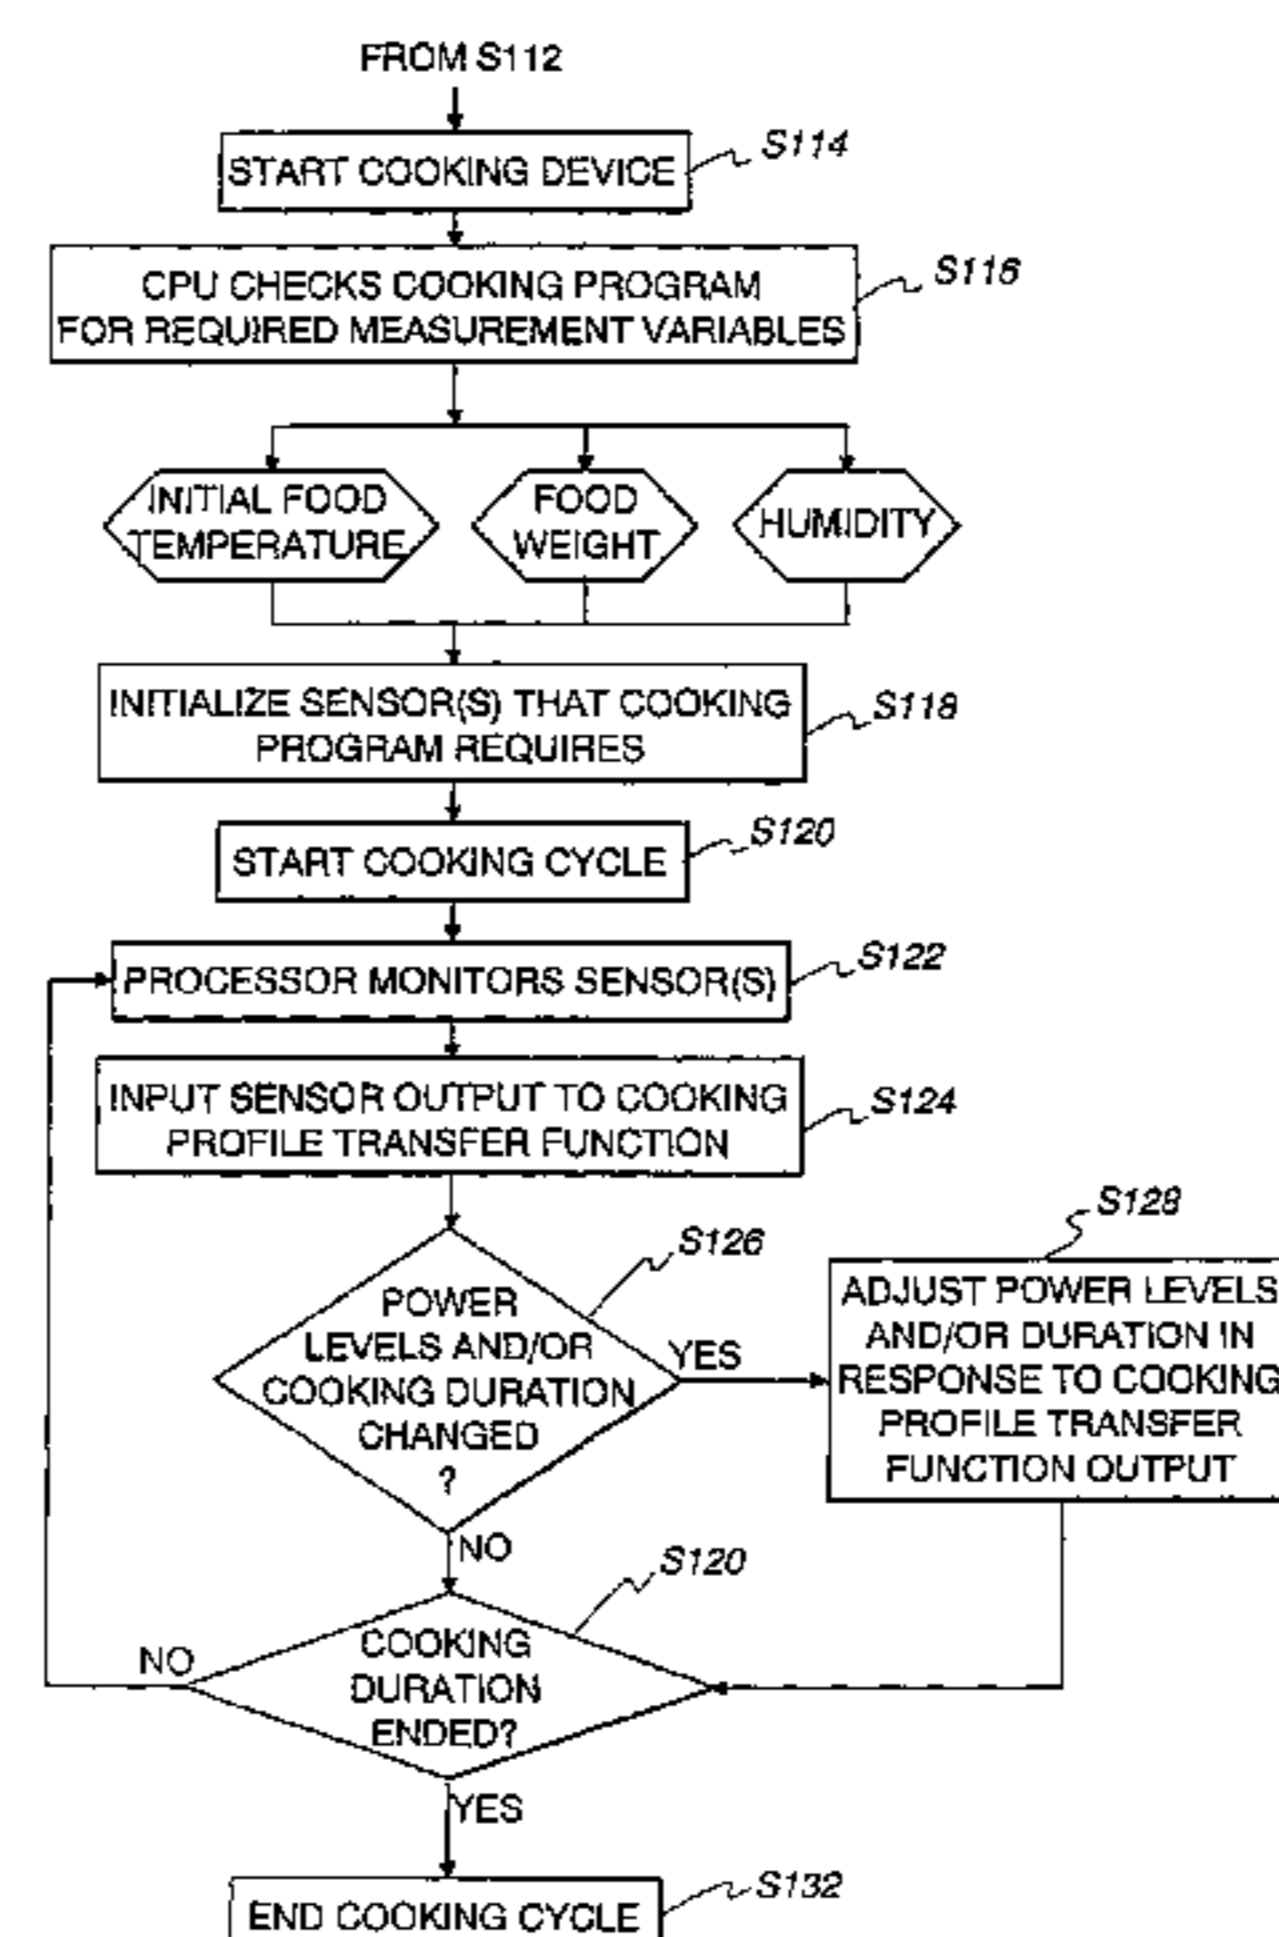 FROM S112
START COOKING DEVICE
S114
CPU CHECKS COOKING PROGRAM
FOR REQUIRED MEASUREMENT VARIABLES
S116
INITIAL FOOD
TEMPERATURE
FOOD
WEIGHT
HUMIDITY
INITIALIZE SENSOR(S) THAT COOKING
PROGRAM REQUIRES
S118
START COOKING CYCLE
S120
PROCESSOR MONITORS SENSOR(S)
S122
INPUT SENSOR OUTPUT TO COOKING
PROFILE TRANSFER FUNCTION
S124
POWER
LEVELS AND/OR
COOKING DURATION
CHANGED
?
S126
YES
NO
S128
ADJUST POWER LEVELS
AND/OR DURATION IN
RESPONSE TO COOKING
PROFILE TRANSFER
FUNCTION OUTPUT
COOKING
DURATION
ENDED?
S120
NO
YES
END COOKING CYCLE
S132